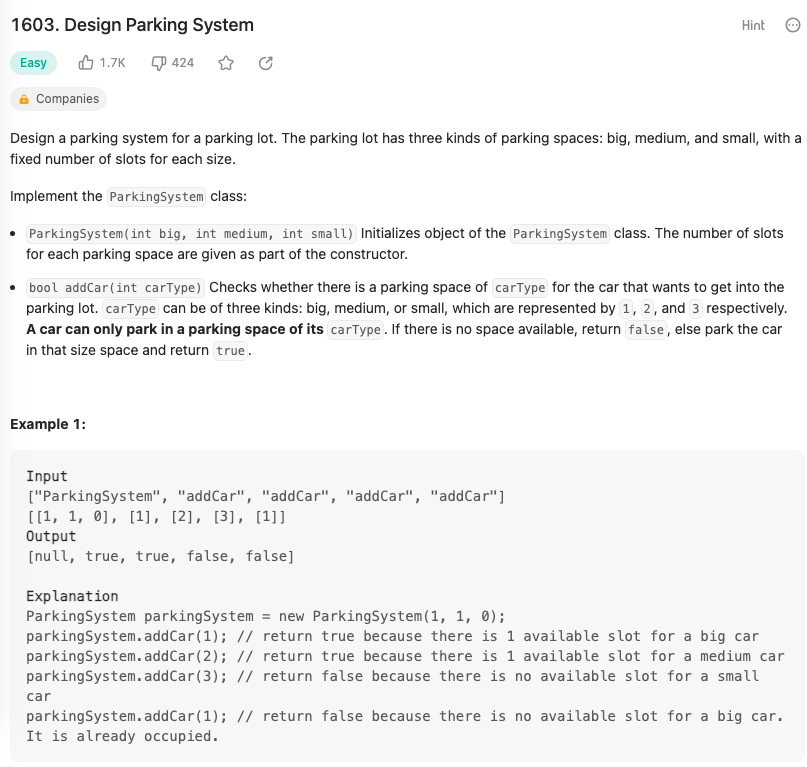 1603. Design Parking System
Hint
Easy
1.7K
424
Companies
Design a parking system for a parking lot. The parking lot has three kinds of parking spaces: big, medium, and small, with a
fixed number of slots for each size.
Implement the ParkingSystem class:
• ParkingSystem(int big, int medium, int small) Initializes object of the ParkingSystem class. The number of slots
for each parking space are given as part of the constructor.
• bool addCar(int carType) Checks whether there is a parking space of carType for the car that wants to get into the
parking lot. carType can be of three kinds: big, medium, or small, which are represented by 1, 2, and 3 respectively.
A car can only park in a parking space of its carType. If there is no space available, return false, else park the car
in that size space and return true.
Example 1:
Input
["ParkingSystem", "addCar", "addCar", "addCar", "addCar"]
[[1, 1, 0], [1], [2], [3], [1]]
Output
[null, true, true, false, false]
Explanation
ParkingSystem parkingSystem = new ParkingSystem(1, 1, 0);
parkingSystem.addCar(1); // return true because there is 1 available slot for a big car
parkingSystem.addCar(2); // return true because there is 1 available slot for a medium car
parkingSystem.addCar(3); // return false because there is no available slot for a small
car
parkingSystem.addCar(1); // return false because there is no available slot for a big car.
It is already occupied.